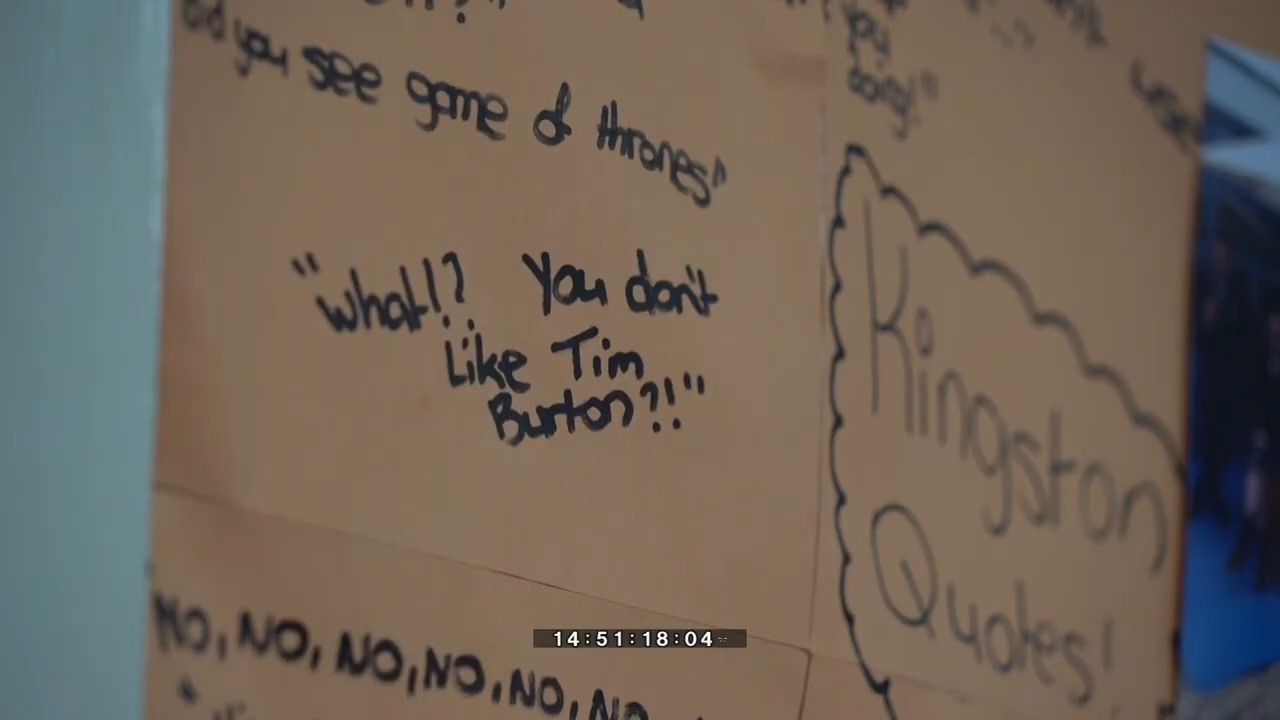 you see game of thrones"
"what!? You don't
Like Tim
Burton?!"
Kingston
Quotes!
NO, NO, NO, NO, NO, NO
14:51:18:04